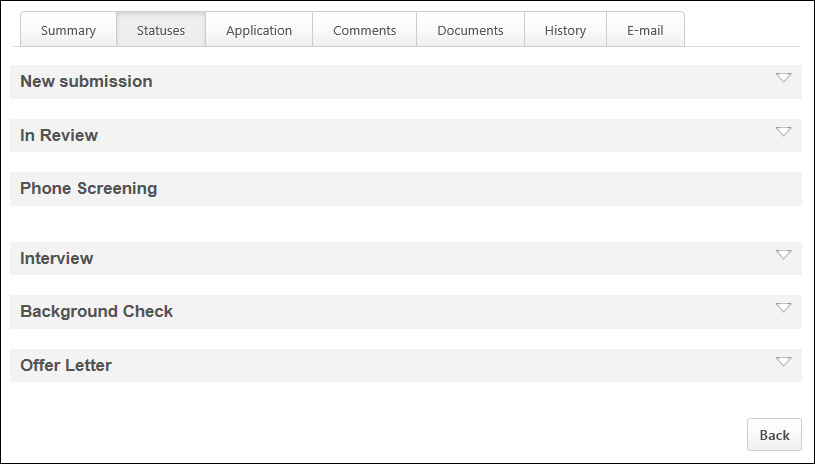 Summary Statuses Application Comments Documents History E-mail
New submission
In Review
Phone Screening
Interview
Background Check
Offer Letter
Back